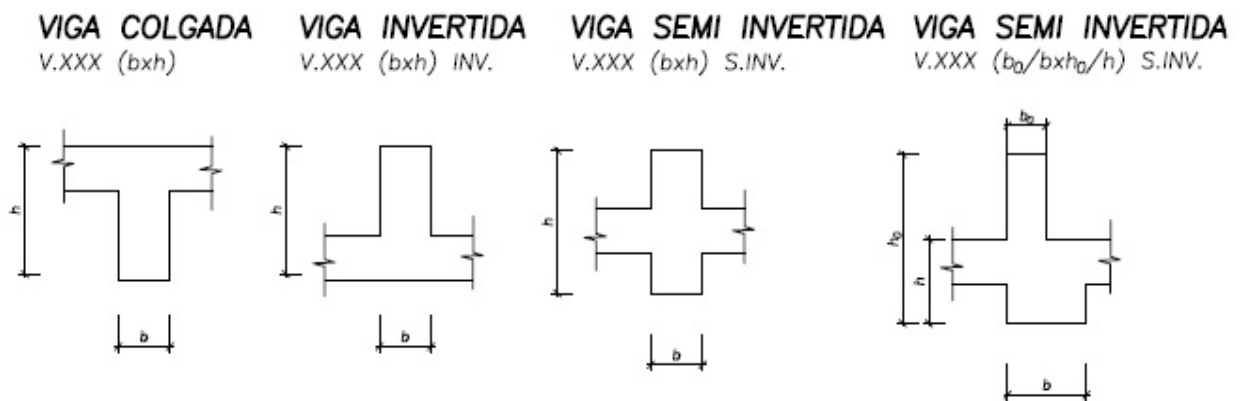 VIGA COLGADA
V.XXX (bxh)
h
b
VIGA INVERTIDA
V.XXX (bxh) INV.
h
b
VIGA SEMI INVERTIDA
V.XXX (bxh) S.INV.
h
b
VIGA SEMI INVERTIDA
V.XXX (b₀/bxh₀/h) S.INV.
b₀
h₀
h
b